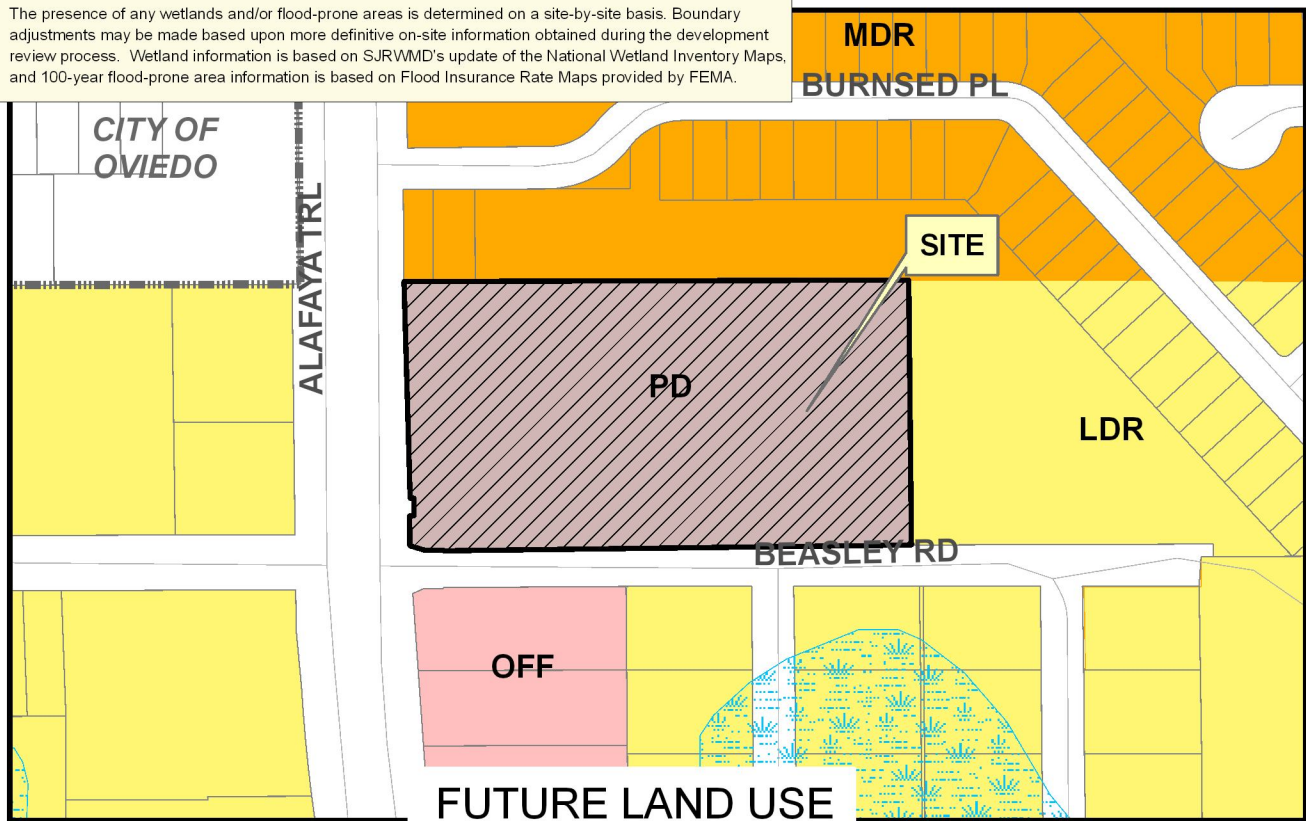 The presence of any wetlands and/or flood-prone areas is determined on a site-by-site basis. Boundary
adjustments may be made based upon more definitive on-site information obtained during the development
review process. Wetland information is based on SJRWMD's update of the National Wetland Inventory Maps,
and 100-year flood-prone area information is based on Flood Insurance Rate Maps provided by FEMA.
MDR
BURNSED PL
CITY OF
OVIEDO
ALAFAYA TRL
SITE
PD
LDR
BEASLEY RD
OFF
FUTURE LAND USE